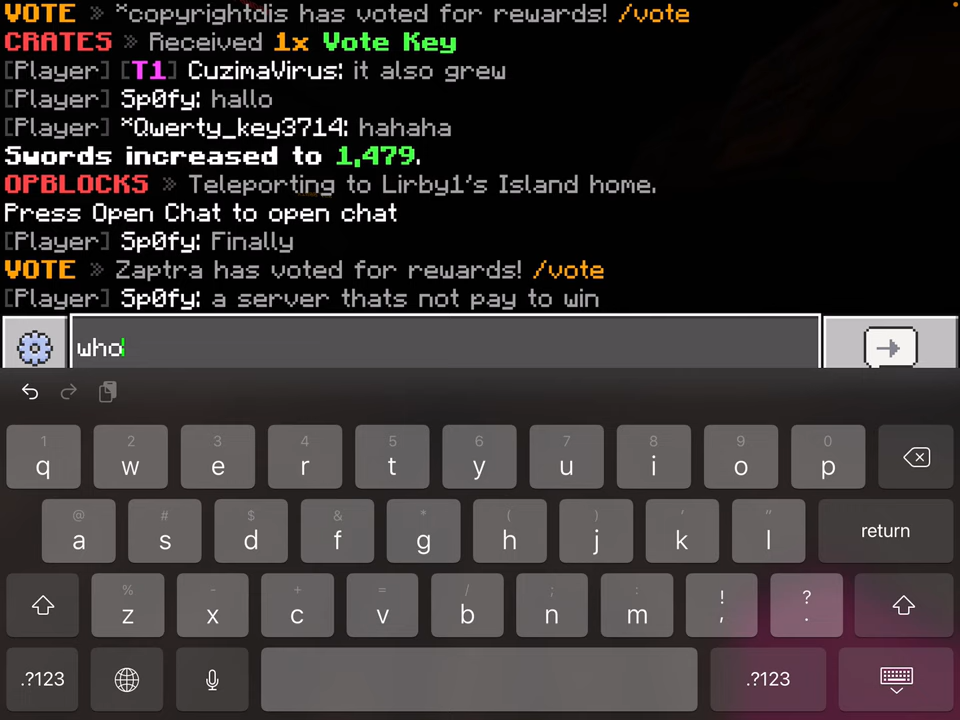 VOTE » *copyrightdis has voted for rewards! /vote
CRATES » Received 1x Vote Key
[Player] [T1] CuzimaVirus: it also grew
[Player] Sp0fy: hallo
[Player] *Qwerty_key3714: hahaha
Swords increased to 1,479.
OPBLOCKS » Teleporting to Lirby1's Island home.
Press Open Chat to open chat
[Player] Sp0fy: Finally
VOTE » Zaptra has voted for rewards! /vote
[Player] Sp0fy: a server thats not pay to win
who
1 2 3 4 5 6 7 8 9 0
q w e r t y u i o p
@ # $ & * ( ) ' "
a s d f g h j k l return
% - + = / ; : ! ?
z x c v b n m , .
.?123 .?123